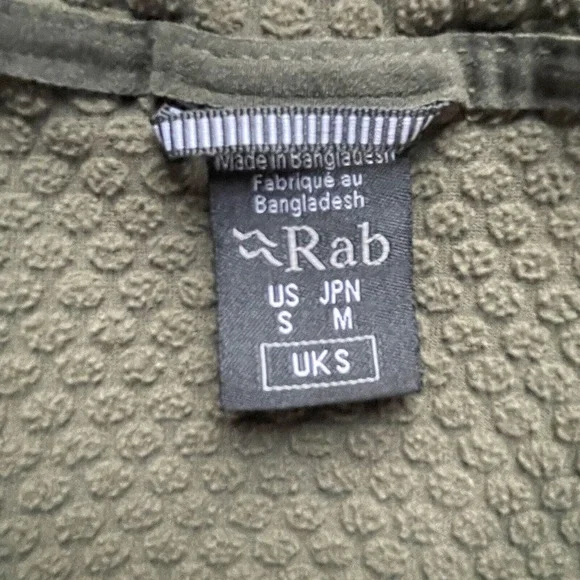 Made in Bangladesh
Fabriqué au
Bangladesh
Rab
US JPN
S M
UK S